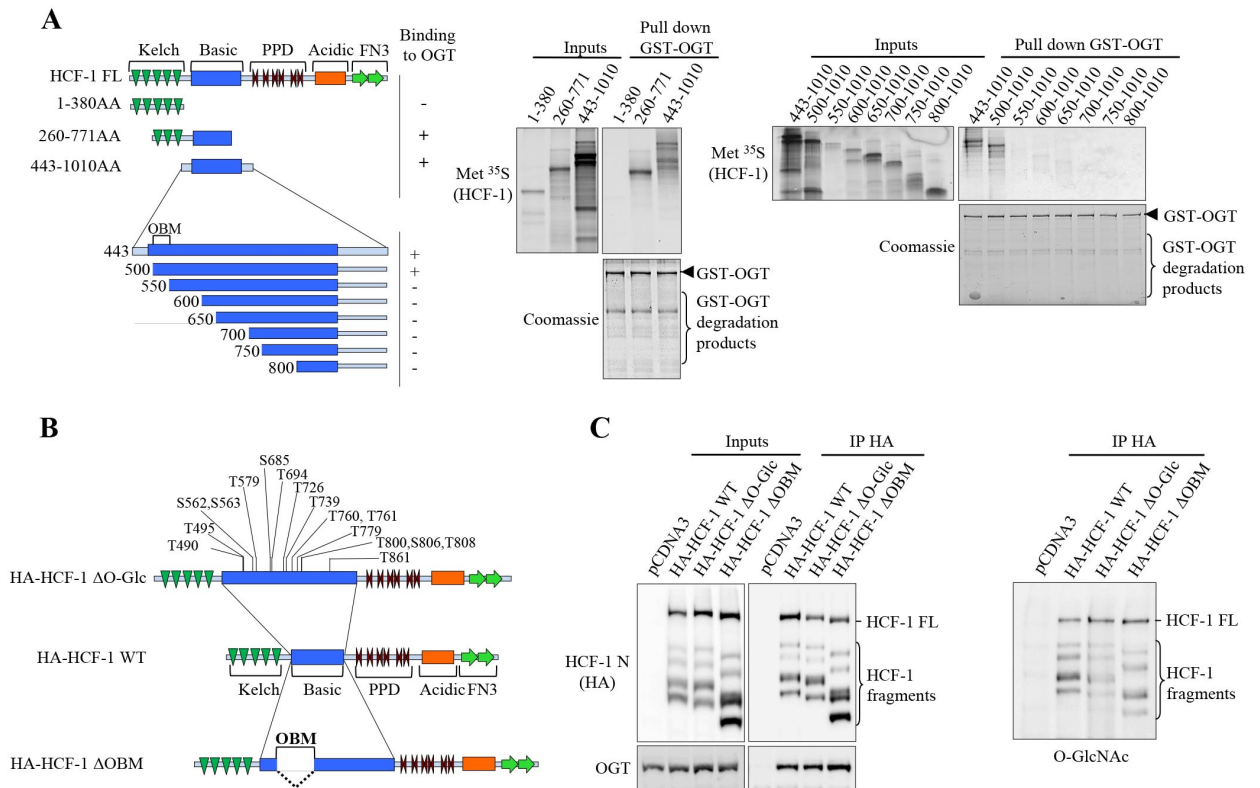 A
Kelch Basic PPD Acidic FN3
Binding
to OGT
HCF-1 FL
1-380AA -
260-771AA +
443-1010AA +
OBM
443 +
500 +
550 -
600 -
650 -
700 -
750 -
800 -
Inputs
Pull down
GST-OGT
1-380
260-771
443-1010
1-380
260-771
443-1010
Met 35S
(HCF-1)
Coomassie
GST-OGT
GST-OGT
degradation
products
Inputs
Pull down GST-OGT
443-1010
500-1010
550-1010
600-1010
650-1010
700-1010
750-1010
800-1010
443-1010
500-1010
550-1010
600-1010
650-1010
700-1010
750-1010
800-1010
Met 35S
(HCF-1)
Coomassie
GST-OGT
GST-OGT
degradation
products
B
S685
T579 T694
S562,S563 T726
T495 T739
T490 T760, T761
T779
T800,S806,T808
T861
HA-HCF-1 ΔO-Glc
HA-HCF-1 WT
Kelch Basic PPD Acidic FN3
OBM
HA-HCF-1 ΔOBM
C
Inputs
IP HA
pCDNA3
HA-HCF-1 WT
HA-HCF-1 ΔO-Glc
HA-HCF-1 ΔOBM
pCDNA3
HA-HCF-1 WT
HA-HCF-1 ΔO-Glc
HA-HCF-1 ΔOBM
HCF-1 N
(HA)
HCF-1 FL
HCF-1
fragments
OGT
IP HA
pCDNA3
HA-HCF-1 WT
HA-HCF-1 ΔO-Glc
HA-HCF-1 ΔOBM
HCF-1 FL
HCF-1
fragments
O-GlcNAc